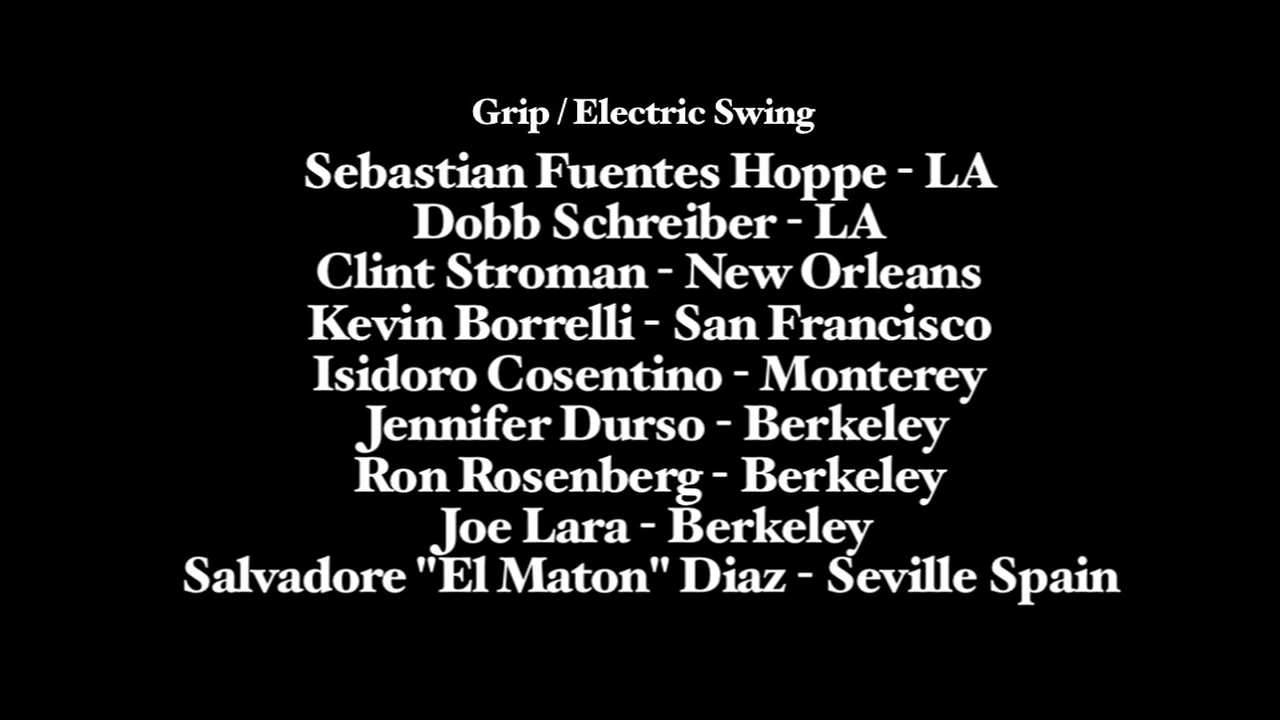 Grip / Electric Swing
Sebastian Fuentes Hoppe - LA
Dobb Schreiber - LA
Clint Stroman - New Orleans
Kevin Borrelli - San Francisco
Isidoro Cosentino - Monterey
Jennifer Durso - Berkeley
Ron Rosenberg - Berkeley
Joe Lara - Berkeley
Salvadore "El Maton" Diaz - Seville Spain